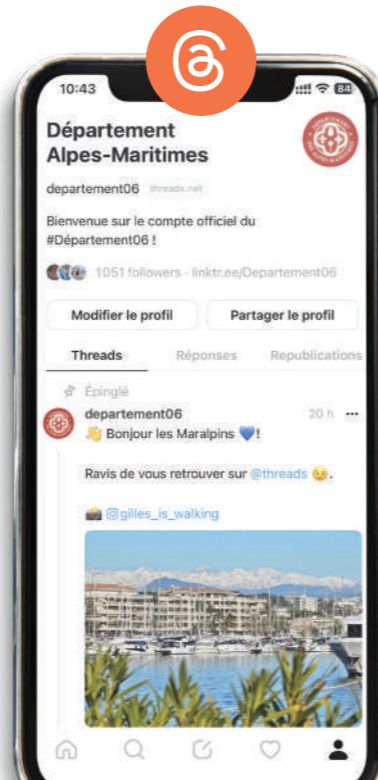 10:43
84
Département
Alpes-Maritimes
departement06 threads.net
Bienvenue sur le compte officiel du
#Département06 !
1051 followers · linktr.ee/Departement06
Modifier le profil Partager le profil
Threads Réponses Republications
Épinglé
departement06 20 h
👋 Bonjour les Maralpins 💙!
Ravis de vous retrouver sur @threads 😉.
📸 @gilles_is_walking